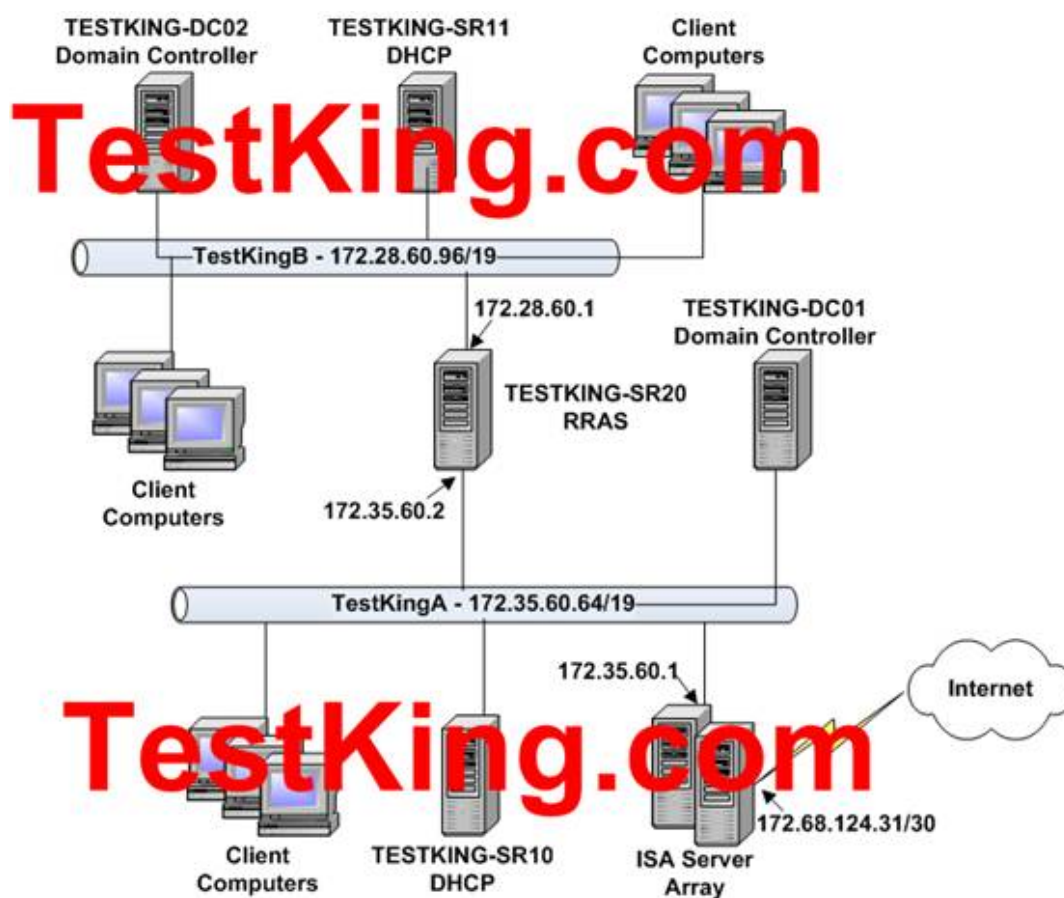 TESTKING-DC02
Domain Controller
TESTKING-SR11
DHCP
Client
Computers
TestKing.com
TestKingB - 172.28.60.96/19
172.28.60.1
TESTKING-DC01
Domain Controller
TESTKING-SR20
RRAS
Client
Computers
172.35.60.2
TestKingA - 172.35.60.64/19
172.35.60.1
Internet
TestKing.com
172.68.124.31/30
Client
Computers
TESTKING-SR10
DHCP
ISA Server
Array